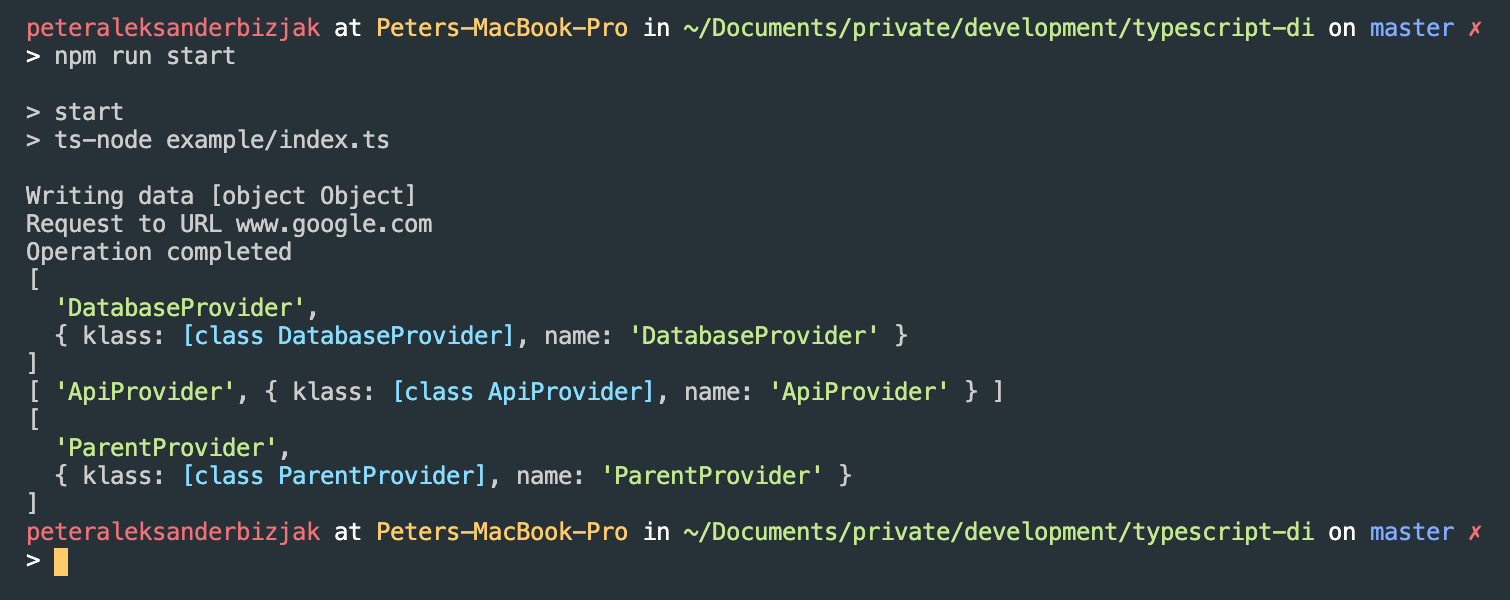 peteraleksanderbizjak at Peters-MacBook-Pro in ~/Documents/private/development/typescript-di on master ✗
> npm run start
> start
> ts-node example/index.ts
Writing data [object Object]
Request to URL www.google.com
Operation completed
[
  'DatabaseProvider',
  { klass: [class DatabaseProvider], name: 'DatabaseProvider' }
]
[ 'ApiProvider', { klass: [class ApiProvider], name: 'ApiProvider' } ]
[
  'ParentProvider',
  { klass: [class ParentProvider], name: 'ParentProvider' }
]
peteraleksanderbizjak at Peters-MacBook-Pro in ~/Documents/private/development/typescript-di on master ✗
>